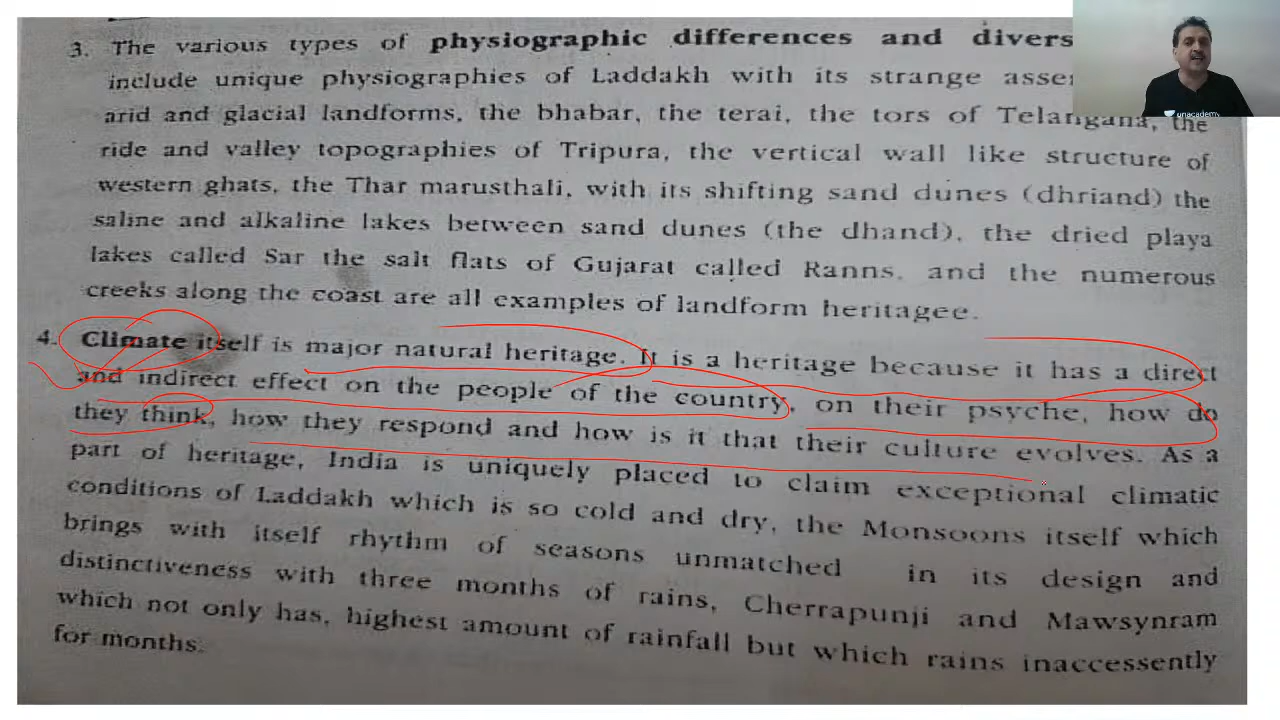 3. The various types of physiographic differences and divers
include unique physiographies of Laddakh with its strange asse
arid and glacial landforms, the bhabar, the terai, the tors of Telangana, the
ride and valley topographies of Tripura, the vertical wall like structure of
western ghats, the Thar marusthali, with its shifting sand dunes (dhriand) the
saline and alkaline lakes between sand dunes (the dhand), the dried playa
lakes called Sar the salt flats of Gujarat called Ranns, and the numerous
creeks along the coast are all examples of landform heritagee.
4. Climate itself is major natural heritage. It is a heritage because it has a direct
and indirect effect on the people of the country, on their psyche, how do
they think, how they respond and how is it that their culture evolves. As a
part of heritage, India is uniquely placed to claim exceptional climatic
conditions of Laddakh which is so cold and dry, the Monsoons itself which
brings with itself rhythm of seasons unmatched in its design and
distinctiveness with three months of rains, Cherrapunji and Mawsynram
which not only has, highest amount of rainfall but which rains inaccessently
for months.
unacademy